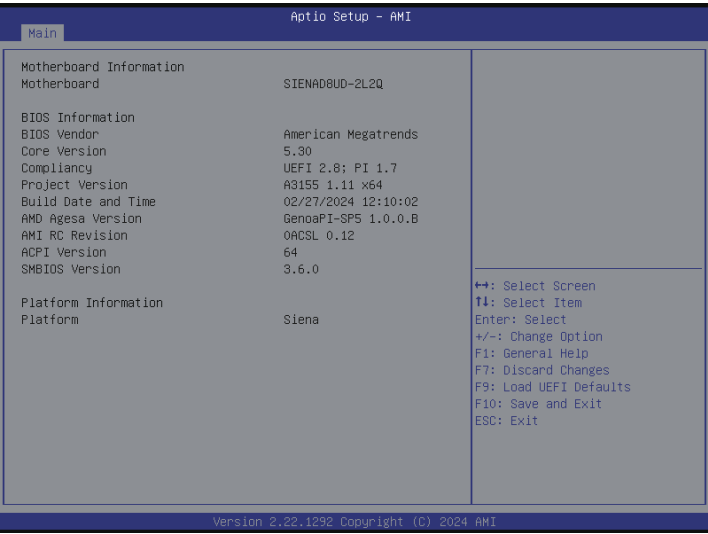 Aptio Setup - AMI
Main
Motherboard Information
Motherboard SIENAD8UD-2L2Q
BIOS Information
BIOS Vendor American Megatrends
Core Version 5.30
Compliancy UEFI 2.8; PI 1.7
Project Version A3155 1.11 x64
Build Date and Time 02/27/2024 12:10:02
AMD Agesa Version GenoaPI-SP5 1.0.0.B
AMI RC Revision OACSL 0.12
ACPI Version 64
SMBIOS Version 3.6.0
Platform Information
Platform Siena
↔: Select Screen
↑↓: Select Item
Enter: Select
+/-: Change Option
F1: General Help
F7: Discard Changes
F9: Load UEFI Defaults
F10: Save and Exit
ESC: Exit
Version 2.22.1292 Copyright (C) 2024 AMI